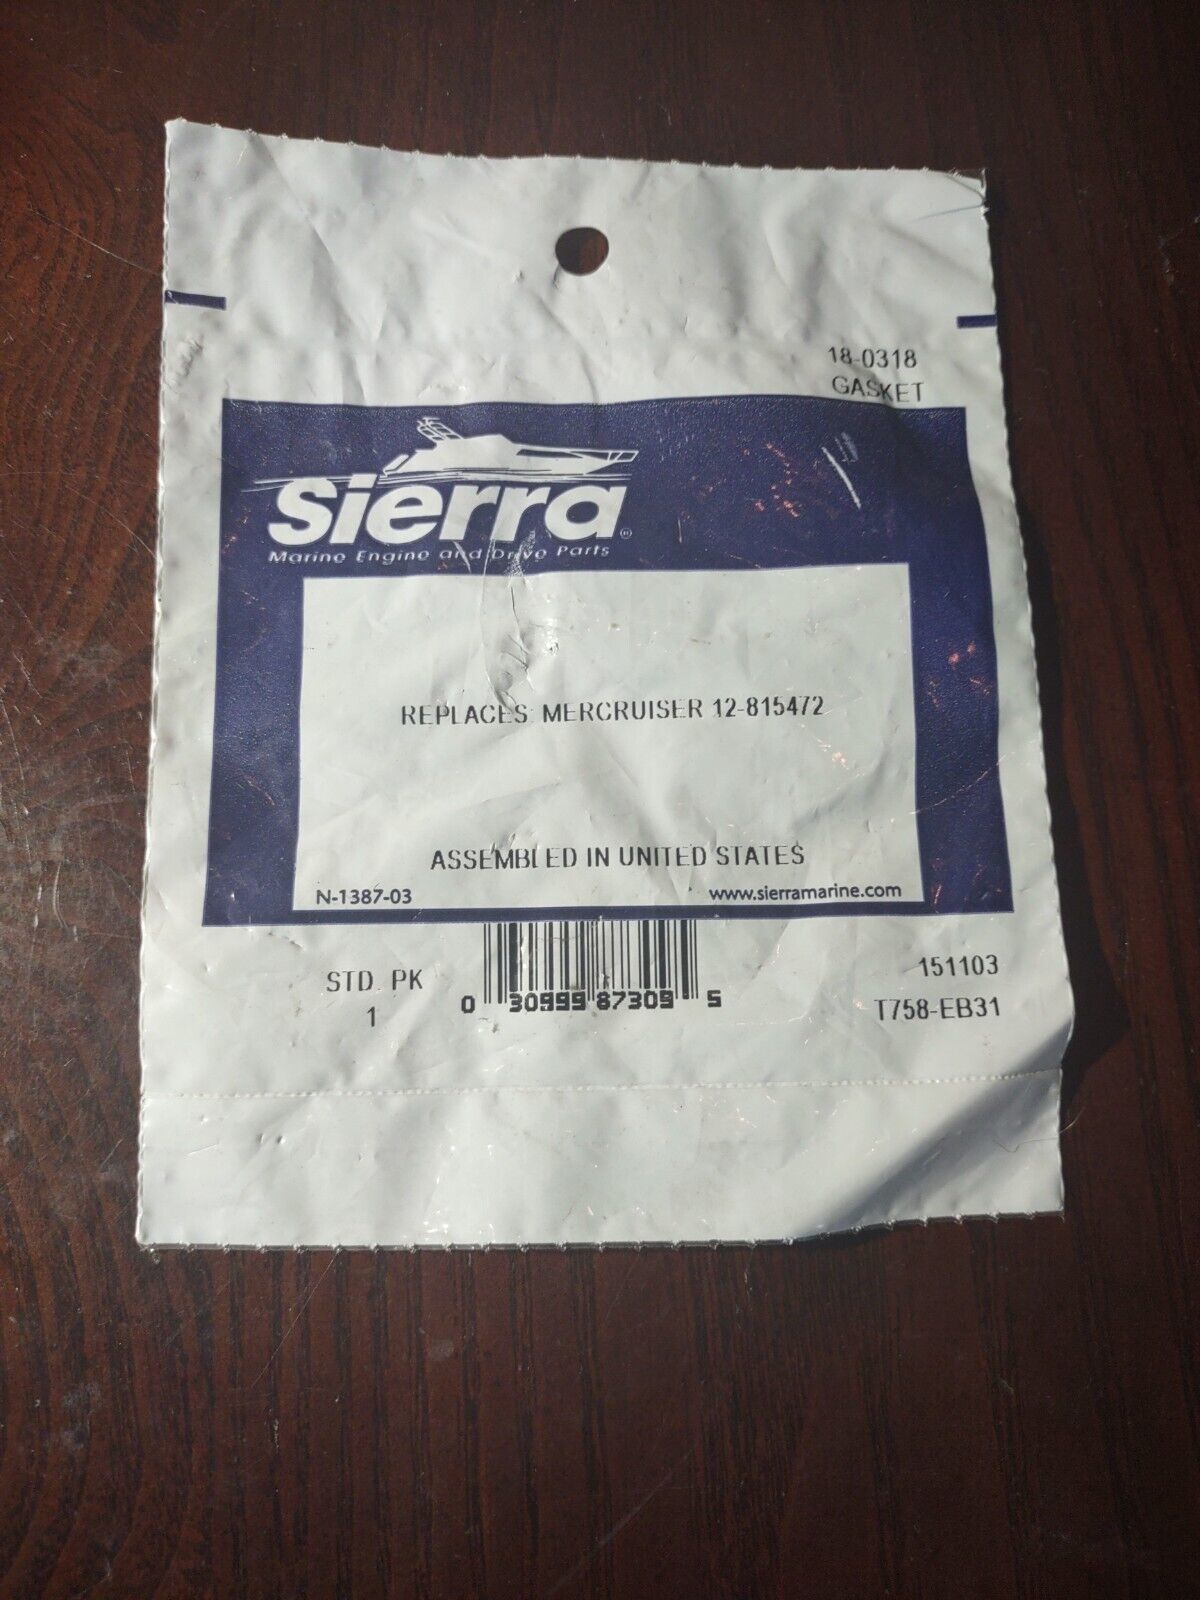 18-0318
GASKET
Sierra®
Marine Engine and Drive Parts
REPLACES: MERCRUISER 12-815472
ASSEMBLED IN UNITED STATES
N-1387-03
www.sierramarine.com
STD. PK
1
0 30999 87309 5
151103
T758-EB31